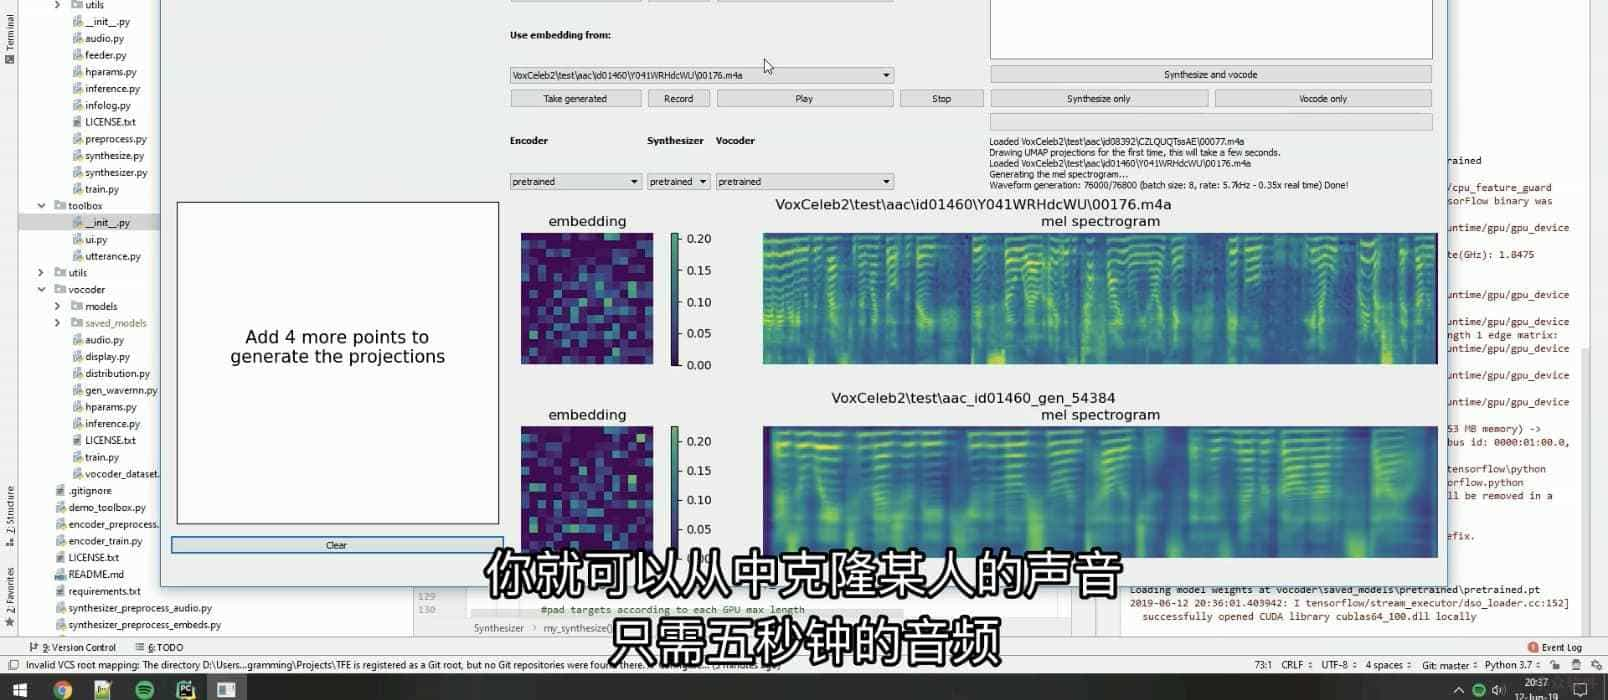 utils
__init__.py
audio.py
feeder.py
hparams.py
inference.py
infolog.py
LICENSE.txt
preprocess.py
synthesize.py
synthesizer.py
train.py
toolbox
__init__.py
ui.py
utterance.py
utils
vocoder
models
saved_models
audio.py
display.py
distribution.py
gen_wavernn.py
hparams.py
inference.py
LICENSE.txt
train.py
vocoder_dataset.
.gitignore
demo_toolbox.py
encoder_preprocess.
encoder_train.py
LICENSE.txt
README.md
requirements.txt
synthesizer_preprocess_audio.py
synthesizer_preprocess_embeds.py
Terminal
Z: Structure
2: Favorites
Use embedding from:
VoxCeleb2\test\aac\id01460\Y041WRHdcWU\00176.m4a
Take generated
Record
Play
Stop
Synthesize and vocode
Synthesize only
Vocode only
Encoder
Synthesizer
Vocoder
pretrained
pretrained
pretrained
Loaded VoxCeleb2\test\aac\id08392\CZLQUQTssAE\00077.m4a
Drawing UMAP projections for the first time, this will take a few seconds.
Loaded VoxCeleb2\test\aac\id01460\Y041WRHdcWU\00176.m4a
Generating the mel spectrogram...
Waveform generation: 76000/76800 (batch size: 8, rate: 5.7kHz - 0.35x real time) Done!
Add 4 more points to
generate the projections
Clear
VoxCeleb2\test\aac\id01460\Y041WRHdcWU\00176.m4a
embedding
mel spectrogram
0.20
0.15
0.10
0.05
0.00
VoxCeleb2\test\aac_id01460_gen_54384
embedding
mel spectrogram
0.20
0.15
0.10
0.05
rained
/cpu_feature_guard
sorFlow binary was
untime/gpu/gpu_device
te(GHz): 1.8475
untime/gpu/gpu_device
untime/gpu/gpu_device
ngth 1 edge matrix:
untime/gpu/gpu_device
untime/gpu/gpu_device
untime/gpu/gpu_device
53 MB memory) ->
bus id: 0000:01:00.0,
tensorflow\python
orflow.python
ll be removed in a
efix.
Loading model weights at vocoder\saved_models\pretrained\pretrained.pt
2019-06-12 20:36:01.403942: I tensorflow/stream_executor/dso_loader.cc:152]
successfully opened CUDA library cublas64_100.dll locally
你就可以从中克隆某人的声音
只需五秒钟的音频
129
130
#pad targets according to each GPU max length
Synthesizer
my_synthesize()
9: Version Control
6: TODO
Event Log
Invalid VCS root mapping: The directory D:\Users...gramming\Projects\TFE is registered as a Git root, but no Git repositories were found there.
73:1
CRLF
UTF-8
4 spaces
Git: master
Python 3.7
20:37
12-Jun-19